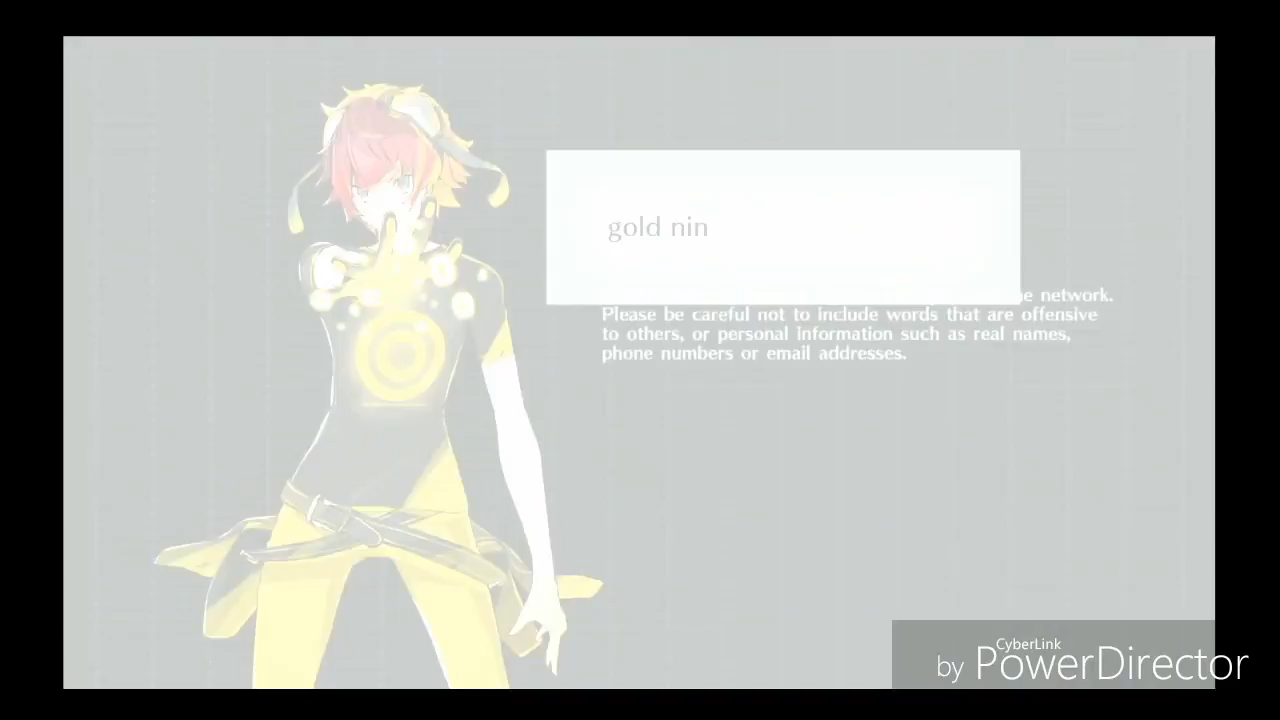 gold nin
e network.
Please be careful not to include words that are offensive
to others, or personal information such as real names,
phone numbers or email addresses.
CyberLink
by PowerDirector